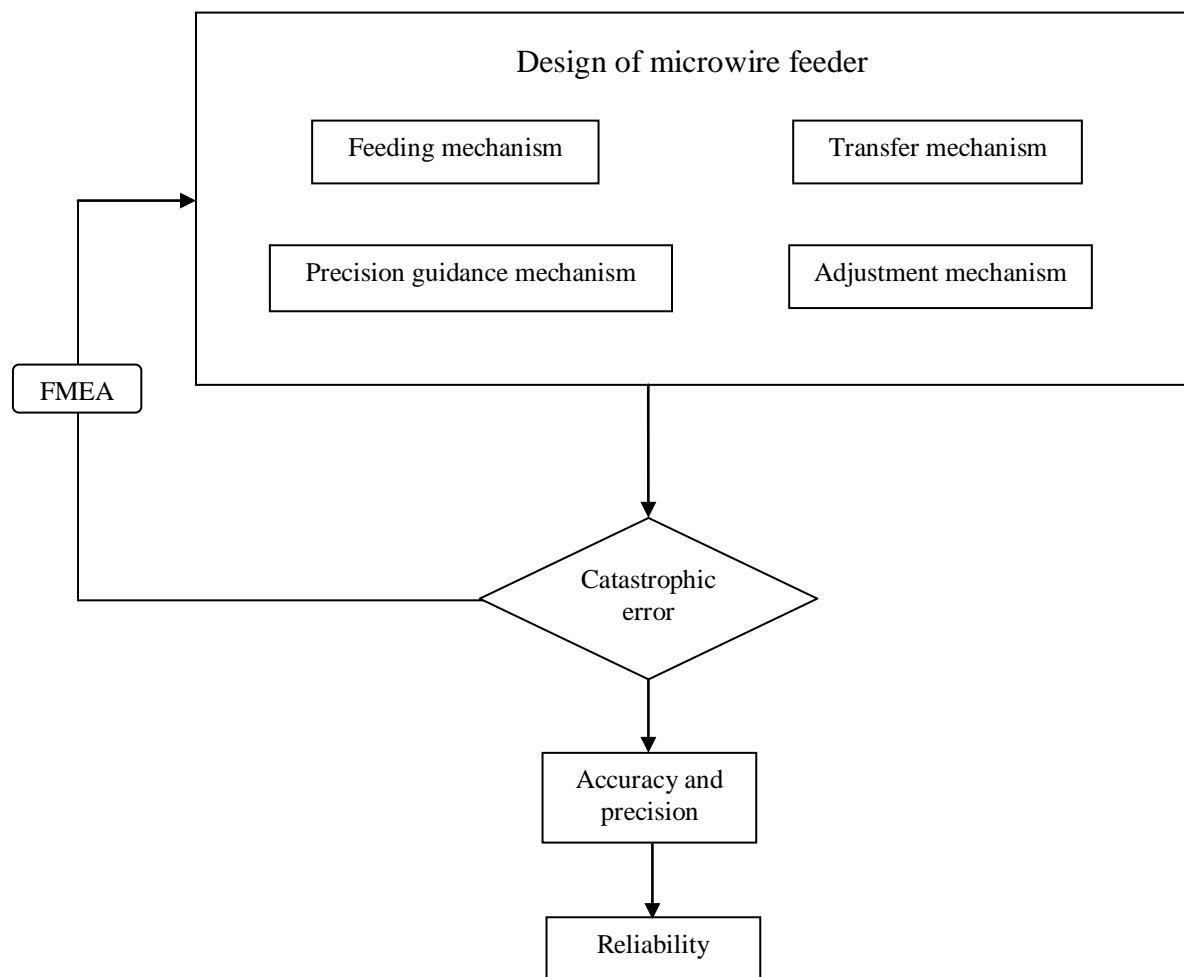 Design of microwire feeder
Feeding mechanism
Transfer mechanism
Precision guidance mechanism
Adjustment mechanism
FMEA
Catastrophic
error
Accuracy and
precision
Reliability